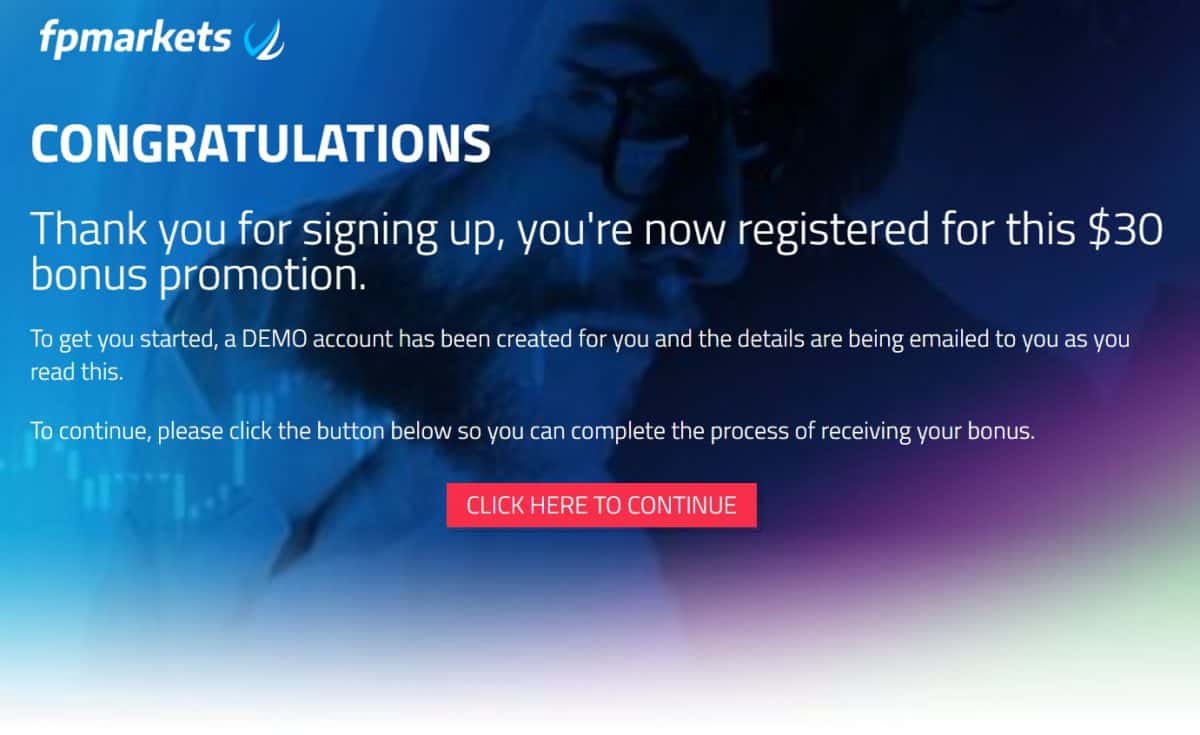 fpmarkets
CONGRATULATIONS
Thank you for signing up, you're now registered for this $30
bonus promotion.
To get you started, a DEMO account has been created for you and the details are being emailed to you as you
read this.
To continue, please click the button below so you can complete the process of receiving your bonus.
CLICK HERE TO CONTINUE